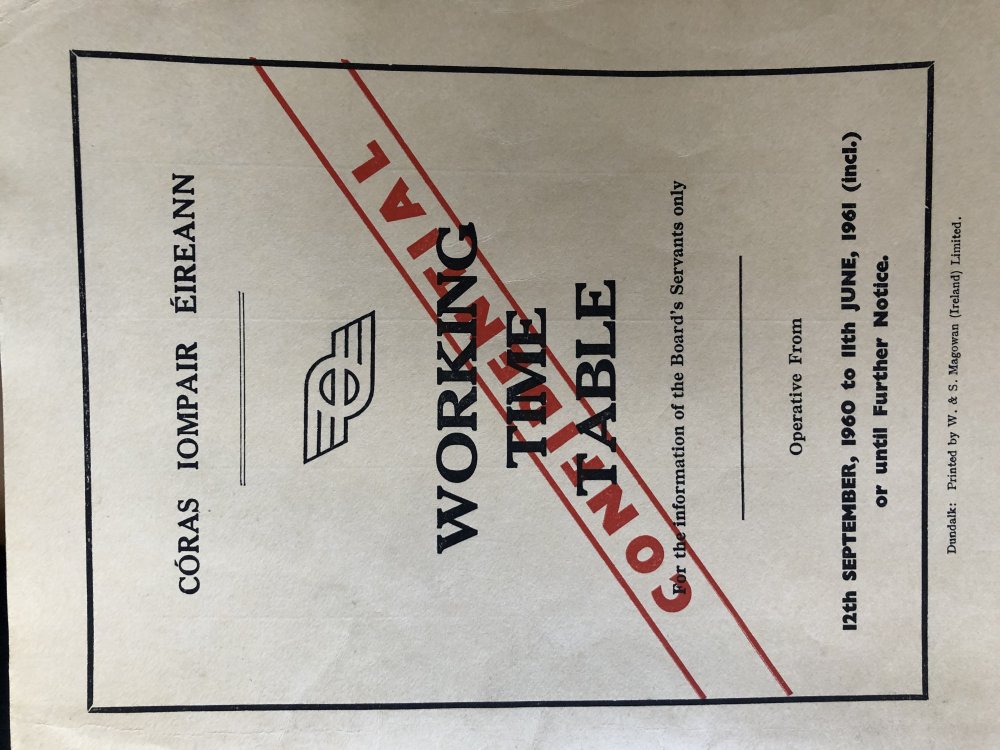 CÓRAS IOMPAIR ÉIREANN
WORKING
TIME
TABLE
CONFIDENTIAL
For the information of the Board's Servants only
Operative From
12th SEPTEMBER, 1960 to 11th JUNE, 1961 (incl.)
or until Further Notice.
Dundalk: Printed by W. & S. Magowan (Ireland) Limited.